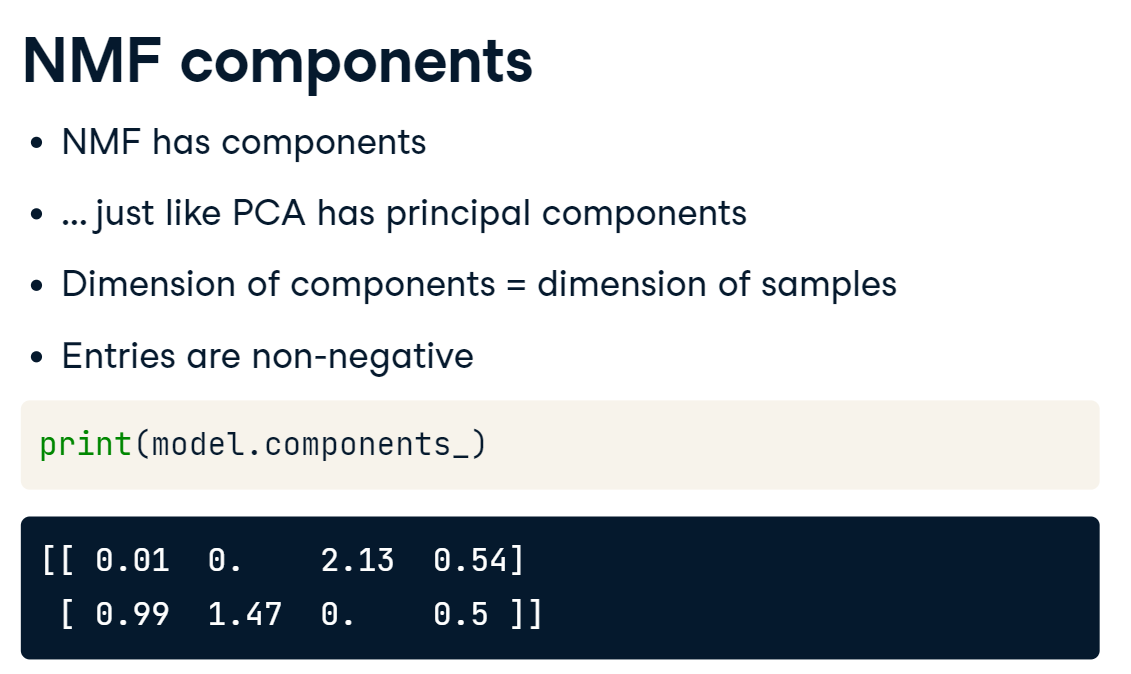 NMF components
• NMF has components
• ... just like PCA has principal components
• Dimension of components = dimension of samples
• Entries are non-negative
print(model.components_)
[[ 0.01  0.    2.13  0.54]
 [ 0.99  1.47  0.    0.5 ]]